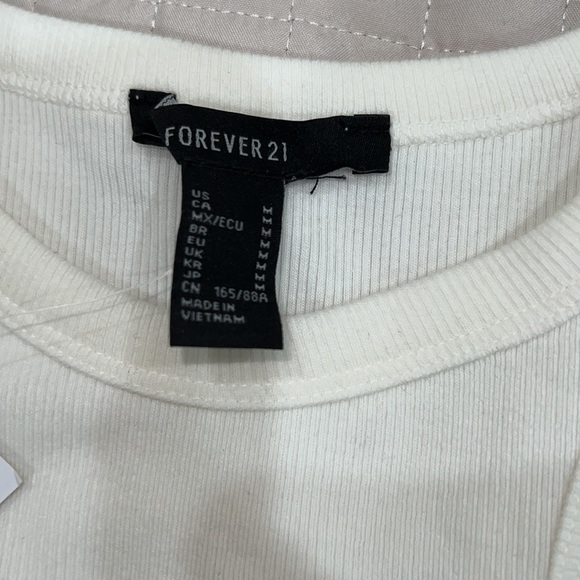 FOREVER 21
US M
CA M
MX/ECU M
BR M
EU M
UK M
KR M
JP M
CN 165/88A
MADE IN
VIETNAM